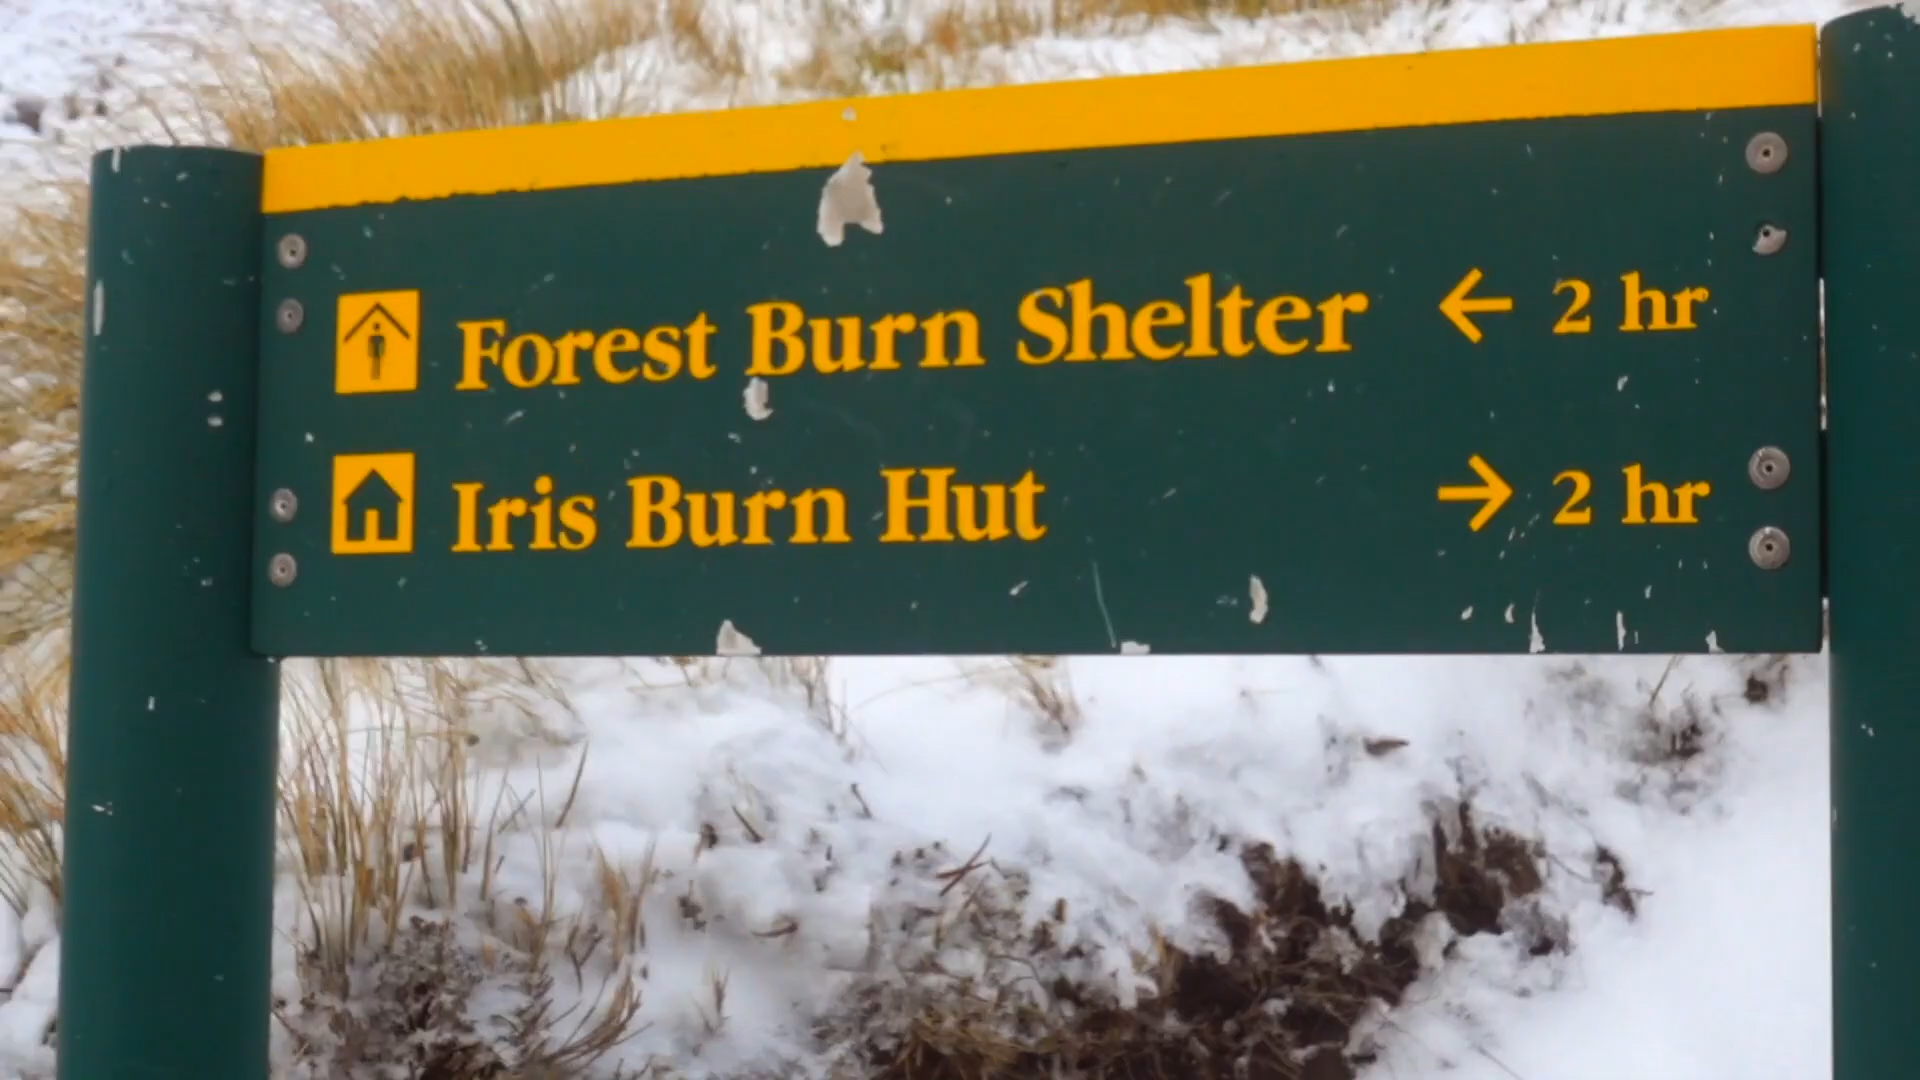 Forest Burn Shelter ← 2 hr
Iris Burn Hut → 2 hr